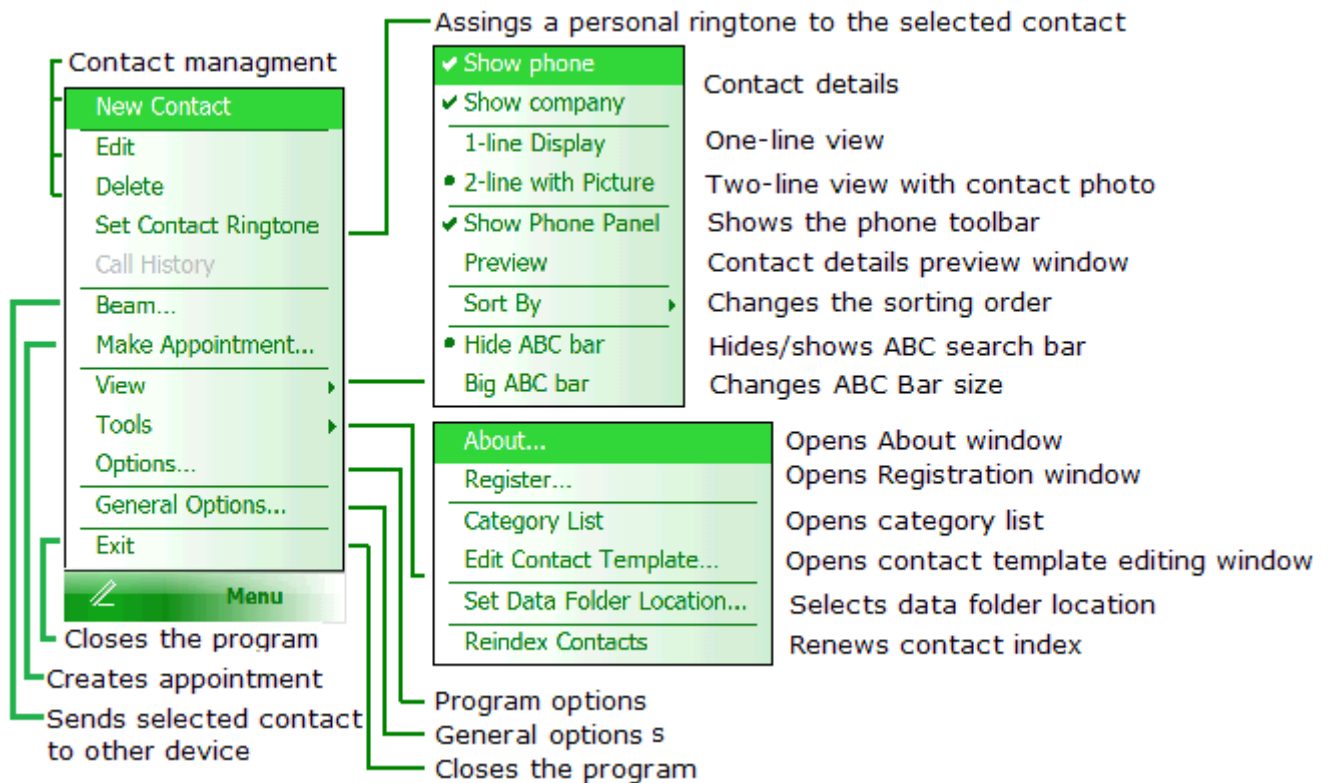 Assings a personal ringtone to the selected contact
Contact managment
New Contact
Edit
Delete
Set Contact Ringtone
Call History
Beam...
Make Appointment...
View
Tools
Options...
General Options...
Exit
Menu
Closes the program
Creates appointment
Sends selected contact
to other device
Show phone
Show company
Contact details
1-line Display
One-line view
2-line with Picture
Two-line view with contact photo
Show Phone Panel
Shows the phone toolbar
Preview
Contact details preview window
Sort By
Changes the sorting order
Hide ABC bar
Hides/shows ABC search bar
Big ABC bar
Changes ABC Bar size
About...
Opens About window
Register...
Opens Registration window
Category List
Opens category list
Edit Contact Template...
Opens contact template editing window
Set Data Folder Location...
Selects data folder location
Reindex Contacts
Renews contact index
Program options
General option s
Closes the program